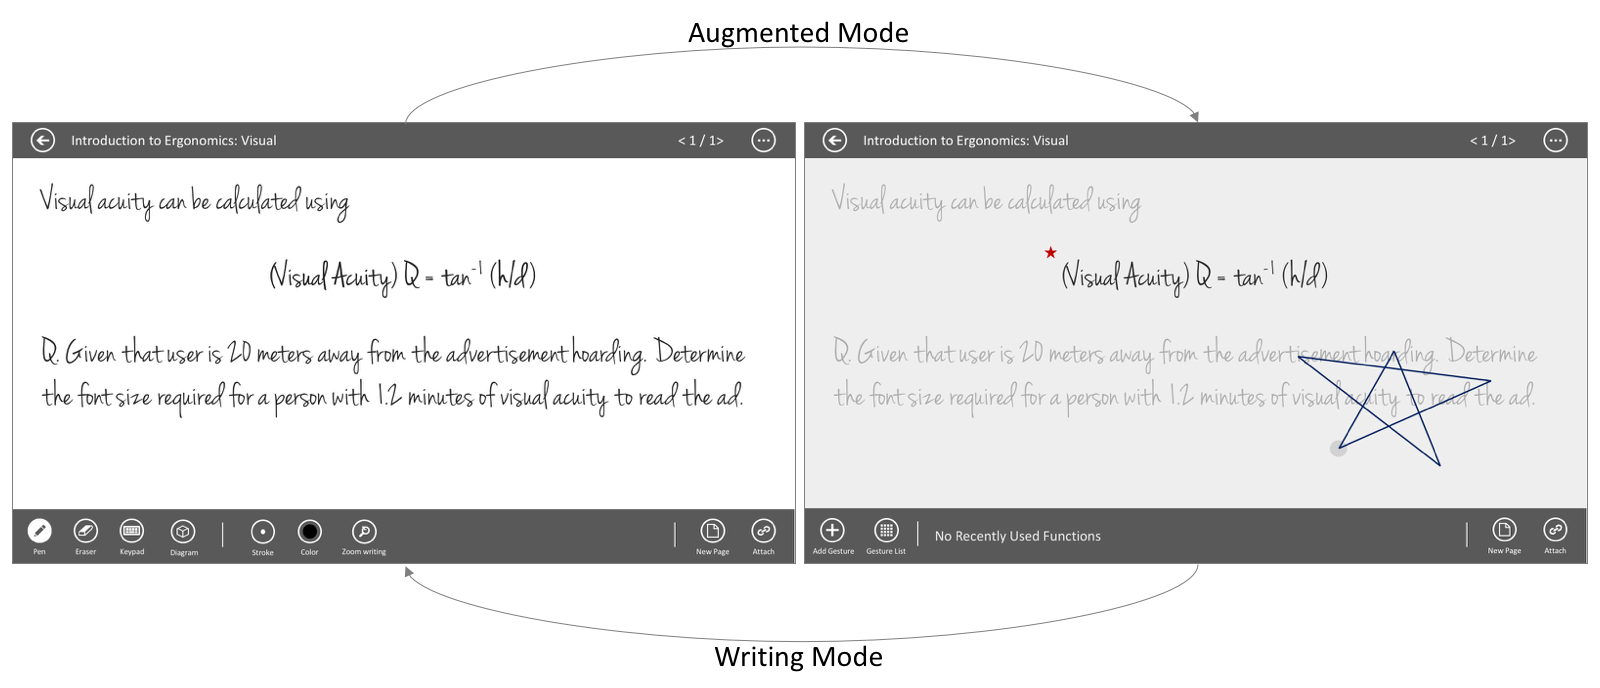 Augmented Mode
Introduction to Ergonomics: Visual
< 1 / 1>
Visual acuity can be calculated using
(Visual Acuity) Q = tan⁻¹ (h/d)
Q. Given that user is 20 meters away from the advertisement hoarding. Determine
the font size required for a person with 1.2 minutes of visual acuity to read the ad.
Pen
Eraser
Keypad
Diagram
Stroke
Color
Zoom writing
New Page
Attach
Introduction to Ergonomics: Visual
< 1 / 1>
Visual acuity can be calculated using
(Visual Acuity) Q = tan⁻¹ (h/d)
Q. Given that user is 20 meters away from the advertisement hoarding. Determine
the font size required for a person with 1.2 minutes of visual acuity to read the ad.
Add Gesture
Gesture List
No Recently Used Functions
New Page
Attach
Writing Mode